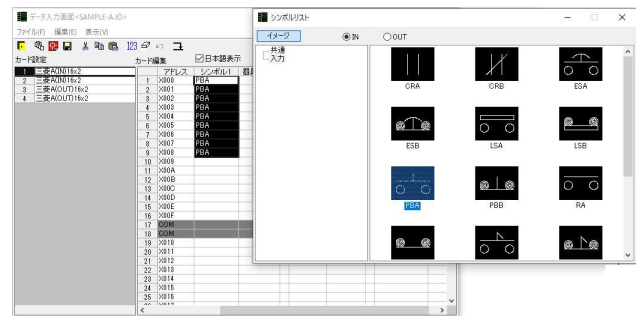 データ入力画面<SAMPLE-A.IO>
ファイル(F) 編集(E) 表示(V)
123
カード設定
1 三菱A(IN)16x2
2 三菱A(IN)16x2
3 三菱A(OUT)16x2
4 三菱A(OUT)16x2
カード編集 日本語表示
アドレス シンボル1
1 X000 PBA
2 X001 PBA
3 X002 PBA
4 X003 PBA
5 X004 PBA
6 X005 PBA
7 X006 PBA
8 X007 PBA
9 X008 PBA
10 X009
11 X00A
12 X00B
13 X00C
14 X00D
15 X00E
16 X00F
17 COM
18 COM
19 X010
20 X011
21 X012
22 X013
23 X014
24 X015
25 X016
シンボルリスト
イメージ IN OUT
共通
入力
CRA CRB ESA
ESB LSA LSB
PBA PBB RA